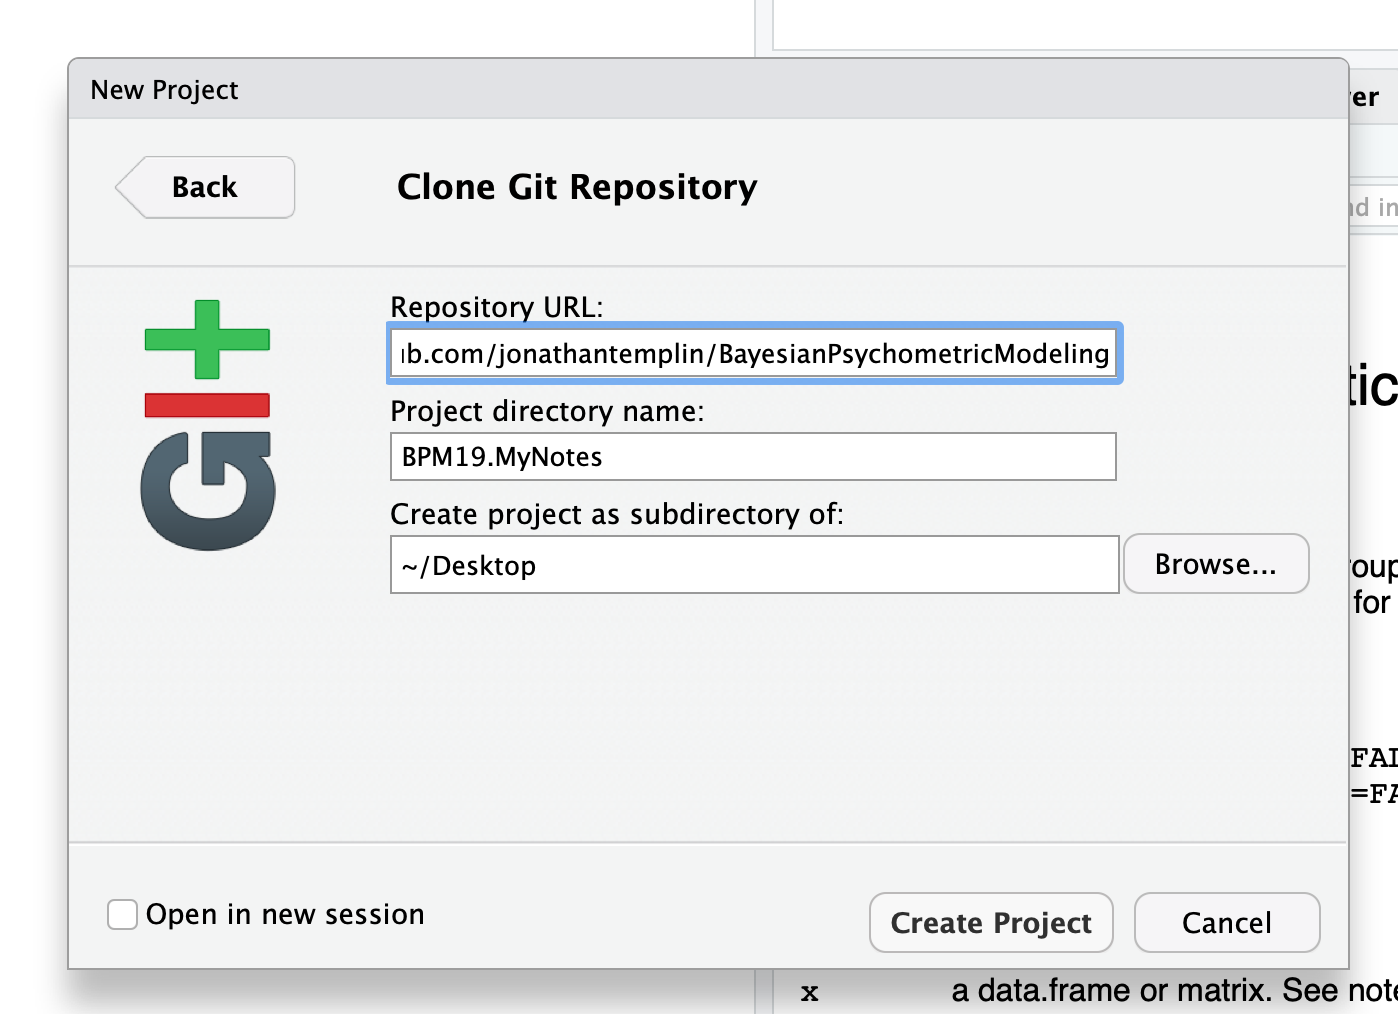 New Project
Back
Clone Git Repository
Repository URL:
b.com/jonathantemplin/BayesianPsychometricModeling
Project directory name:
BPM19.MyNotes
Create project as subdirectory of:
~/Desktop
Browse...
Git
Open in new session
Create Project
Cancel
er
d in
tic
oup
for
FAL
=FA
x a data.frame or matrix. See note